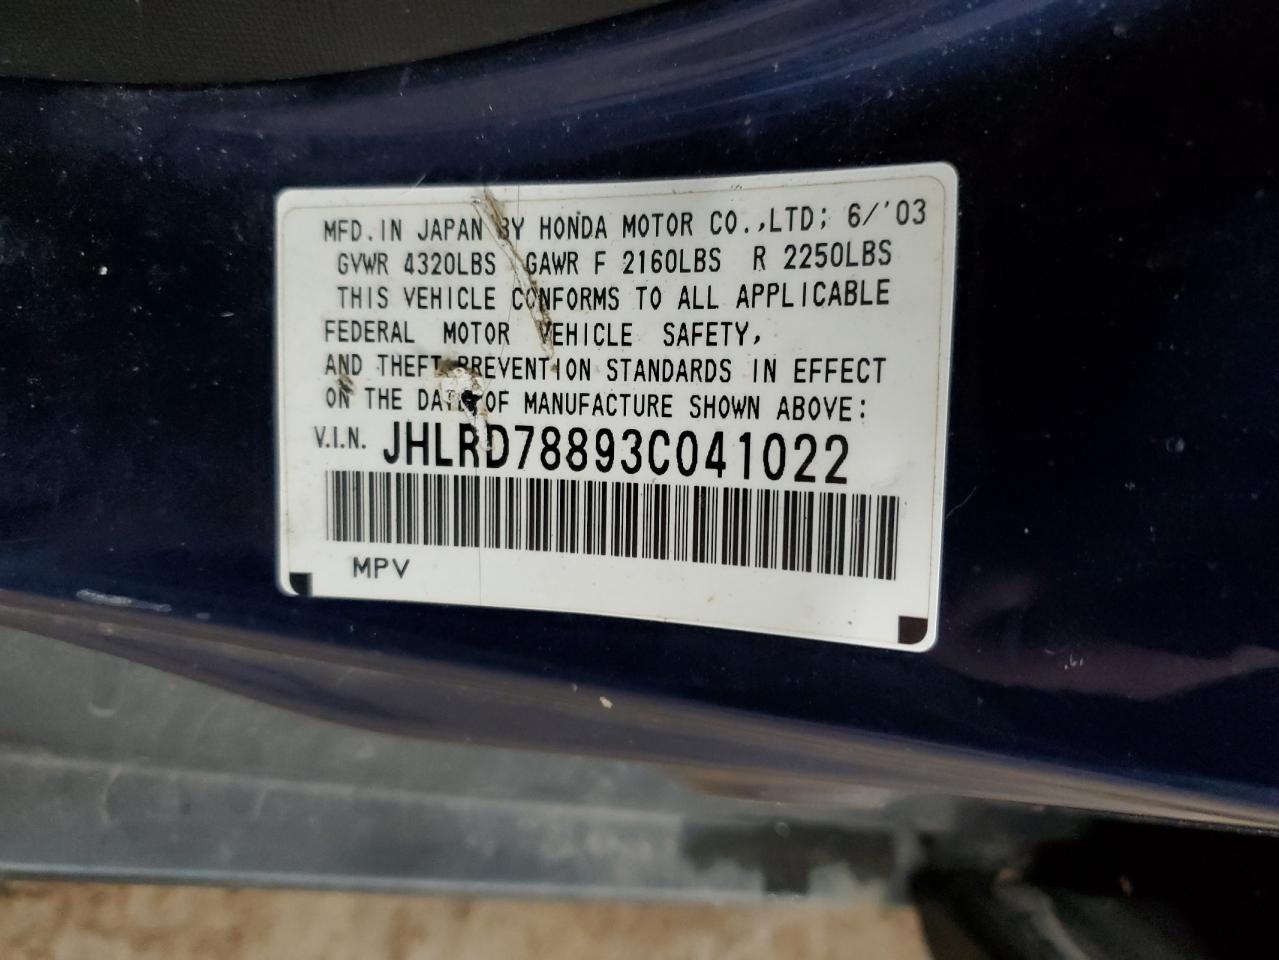 MFD. IN JAPAN BY HONDA MOTOR CO.,LTD; 6/'03
GVWR 4320LBS GAWR F 2160LBS R 2250LBS
THIS VEHICLE CONFORMS TO ALL APPLICABLE
FEDERAL MOTOR VEHICLE SAFETY,
AND THEFT PREVENTION STANDARDS IN EFFECT
ON THE DATE OF MANUFACTURE SHOWN ABOVE:
V.I.N. JHLRD78893C041022
MPV